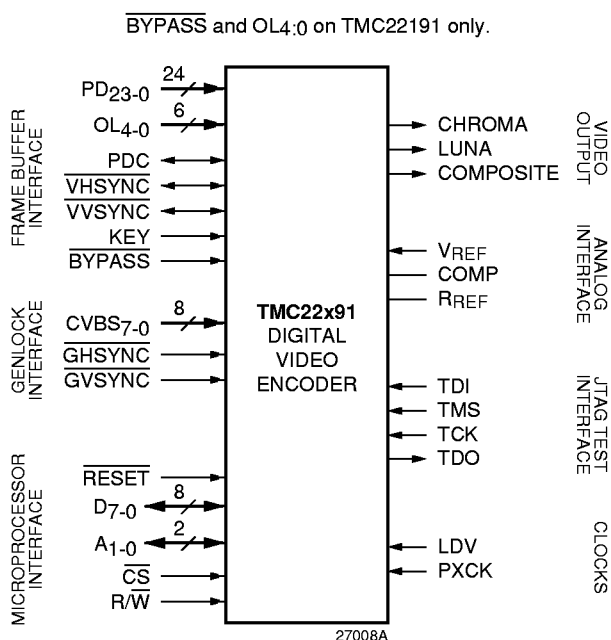 BYPASS and OL4:0 on TMC22191 only.
FRAME BUFFER
INTERFACE
PD23-0
24
OL4-0
6
PDC
VHSYNC
VVSYNC
KEY
BYPASS
GENLOCK
INTERFACE
CVBS7-0
8
GHSYNC
GVSYNC
MICROPROCESSOR
INTERFACE
RESET
D7-0
8
A1-0
2
CS
R/W
TMC22x91
DIGITAL
VIDEO
ENCODER
CHROMA
LUNA
COMPOSITE
VIDEO
OUTPUT
VREF
COMP
RREF
ANALOG
INTERFACE
TDI
TMS
TCK
TDO
JTAG TEST
INTERFACE
LDV
PXCK
CLOCKS
27008A